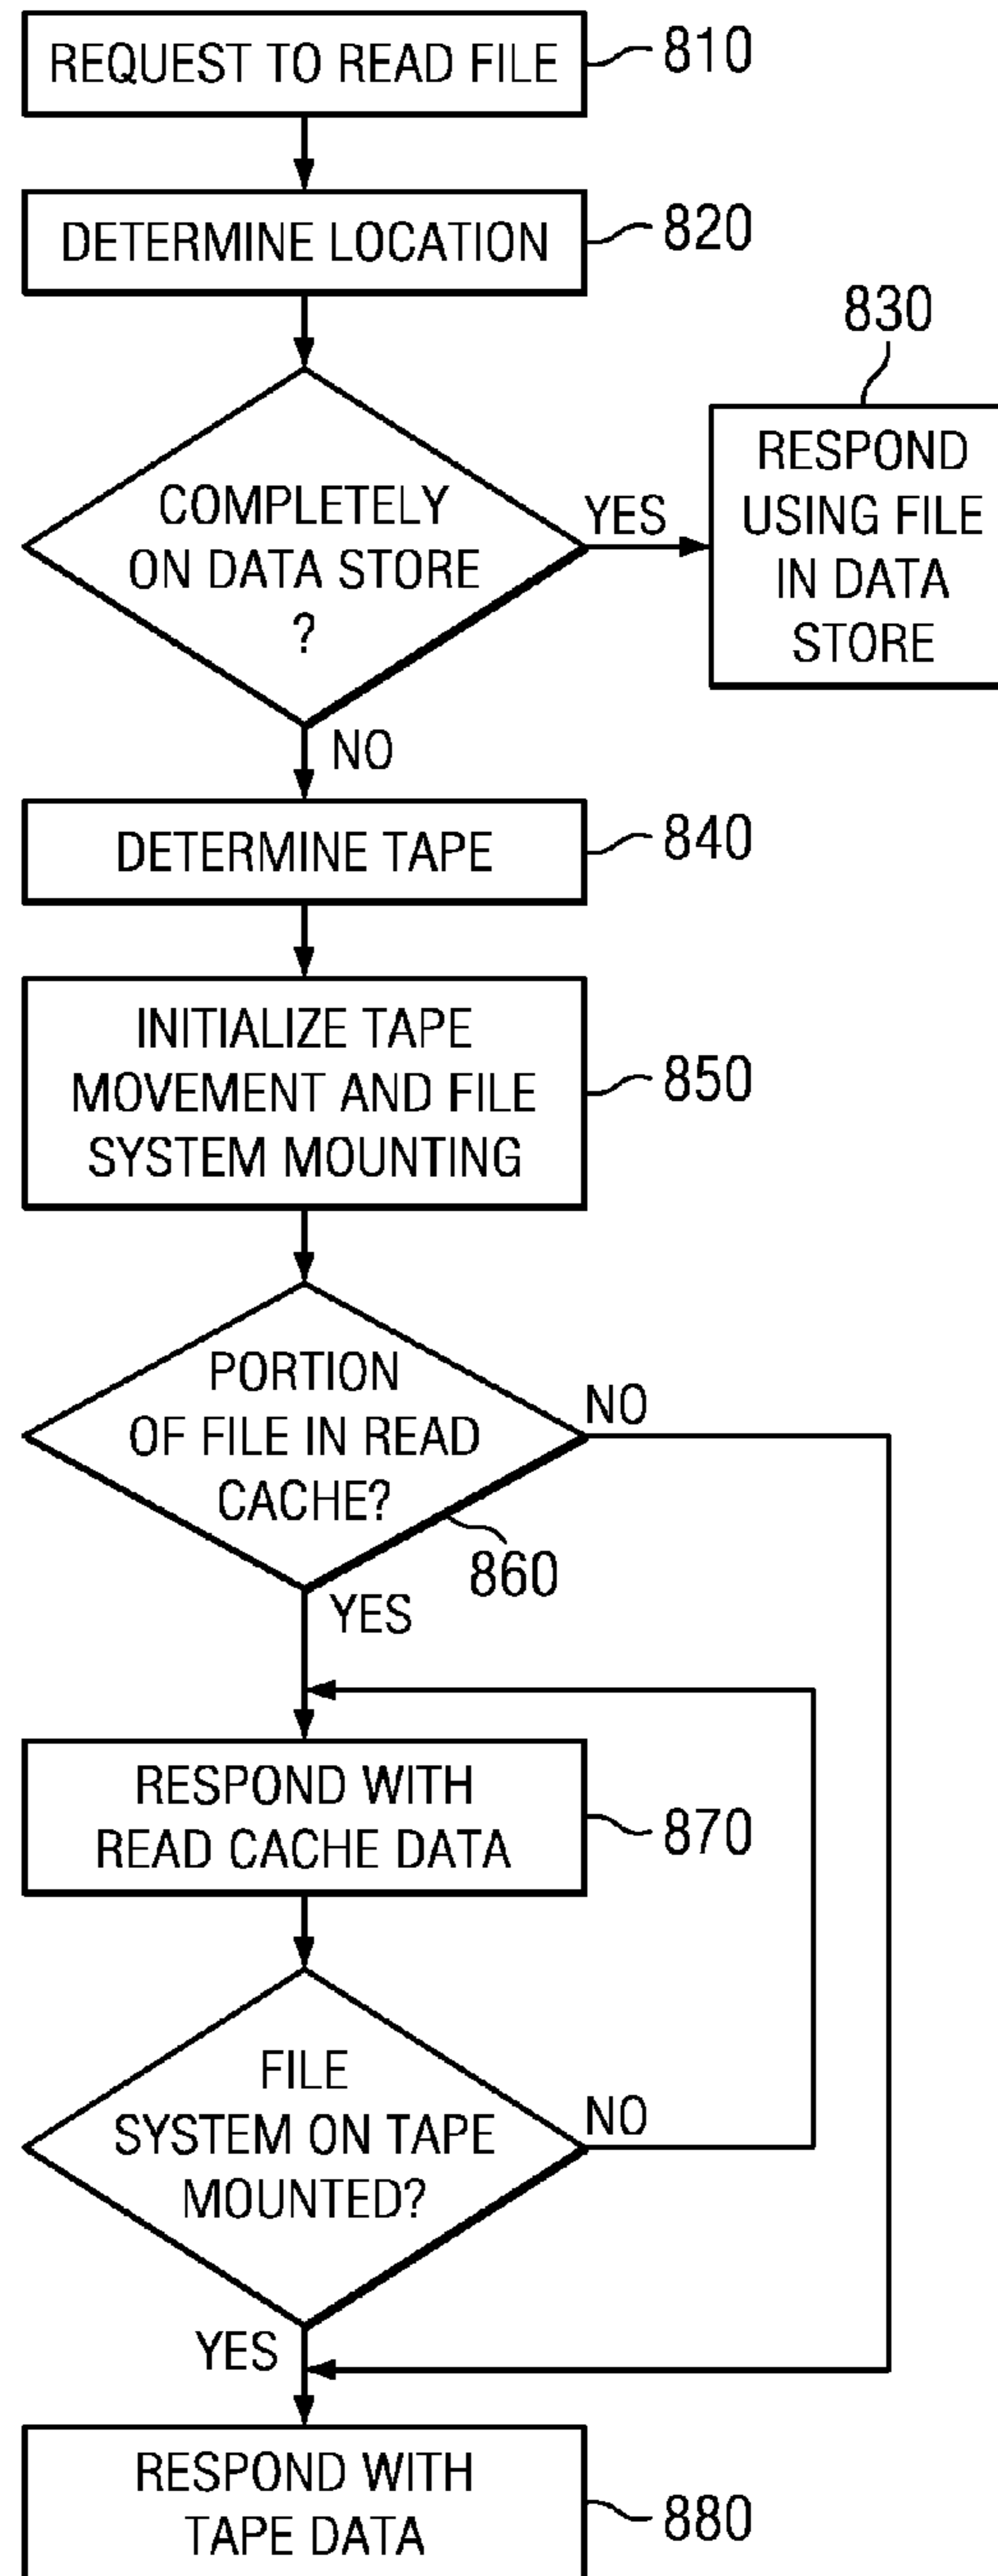 REQUEST TO READ FILE
810
DETERMINE LOCATION
820
830
COMPLETELY
ON DATA STORE
?
YES
RESPOND
USING FILE
IN DATA
STORE
NO
DETERMINE TAPE
840
INITIALIZE TAPE
MOVEMENT AND FILE
SYSTEM MOUNTING
850
PORTION
OF FILE IN READ
CACHE?
NO
860
YES
RESPOND WITH
READ CACHE DATA
870
FILE
SYSTEM ON TAPE
MOUNTED?
NO
YES
RESPOND WITH
TAPE DATA
880